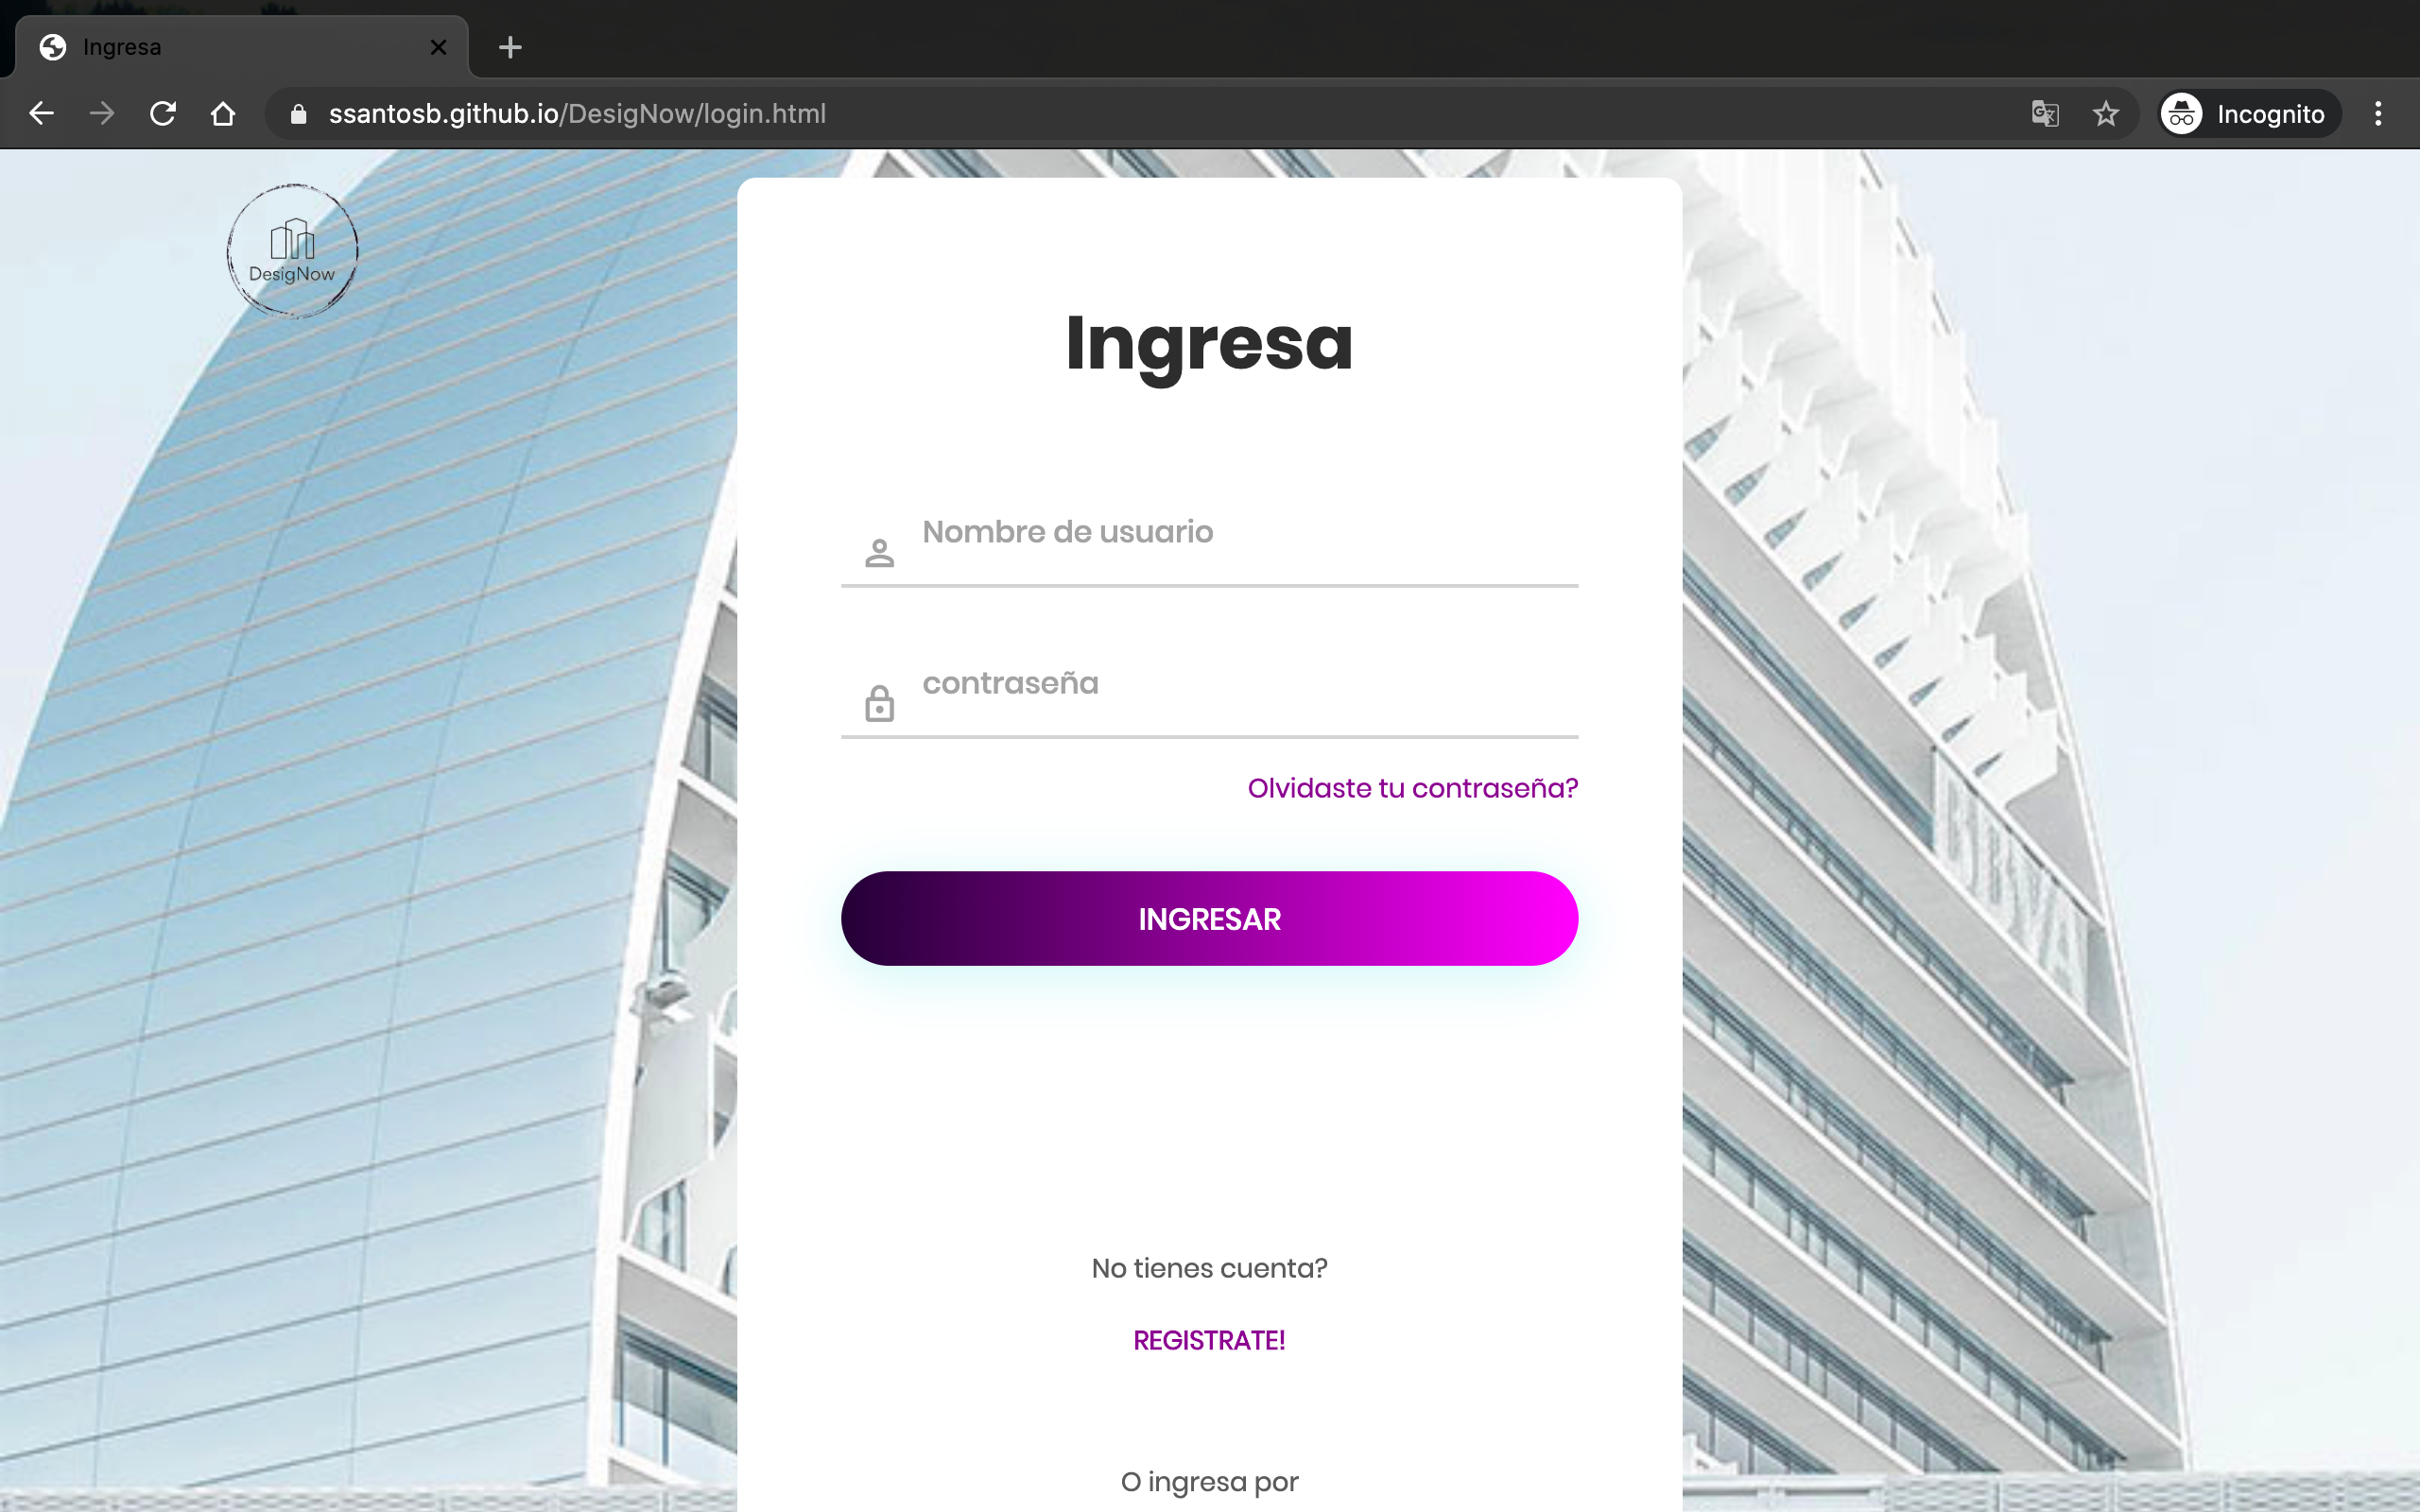 Ingresa
ssantosb.github.io/DesigNow/login.html
Incognito
DesigNow
Ingresa
Nombre de usuario
contraseña
Olvidaste tu contraseña?
INGRESAR
No tienes cuenta?
REGISTRATE!
O ingresa por